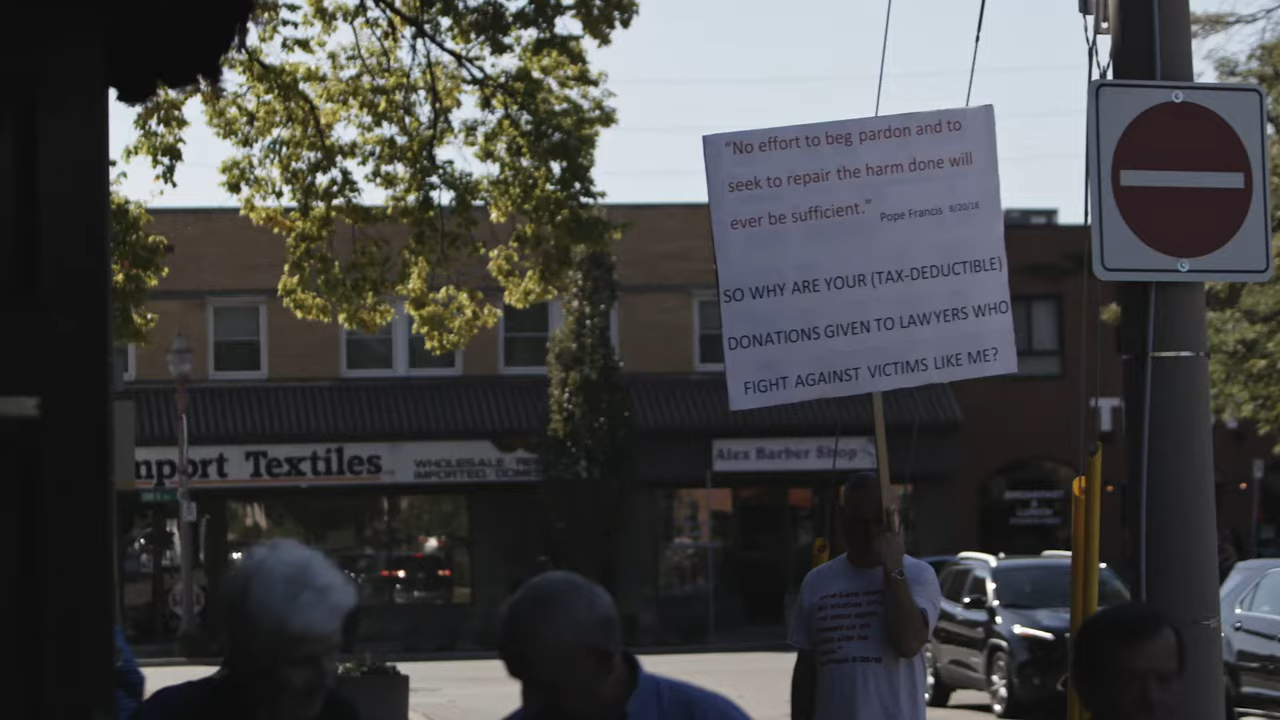 "No effort to beg pardon and to
seek to repair the harm done will
ever be sufficient." Pope Francis 8/20/18
SO WHY ARE YOUR (TAX-DEDUCTIBLE)
DONATIONS GIVEN TO LAWYERS WHO
FIGHT AGAINST VICTIMS LIKE ME?
mport Textiles
WHOLESALE
IMPORTED,
Alex Barber Shop